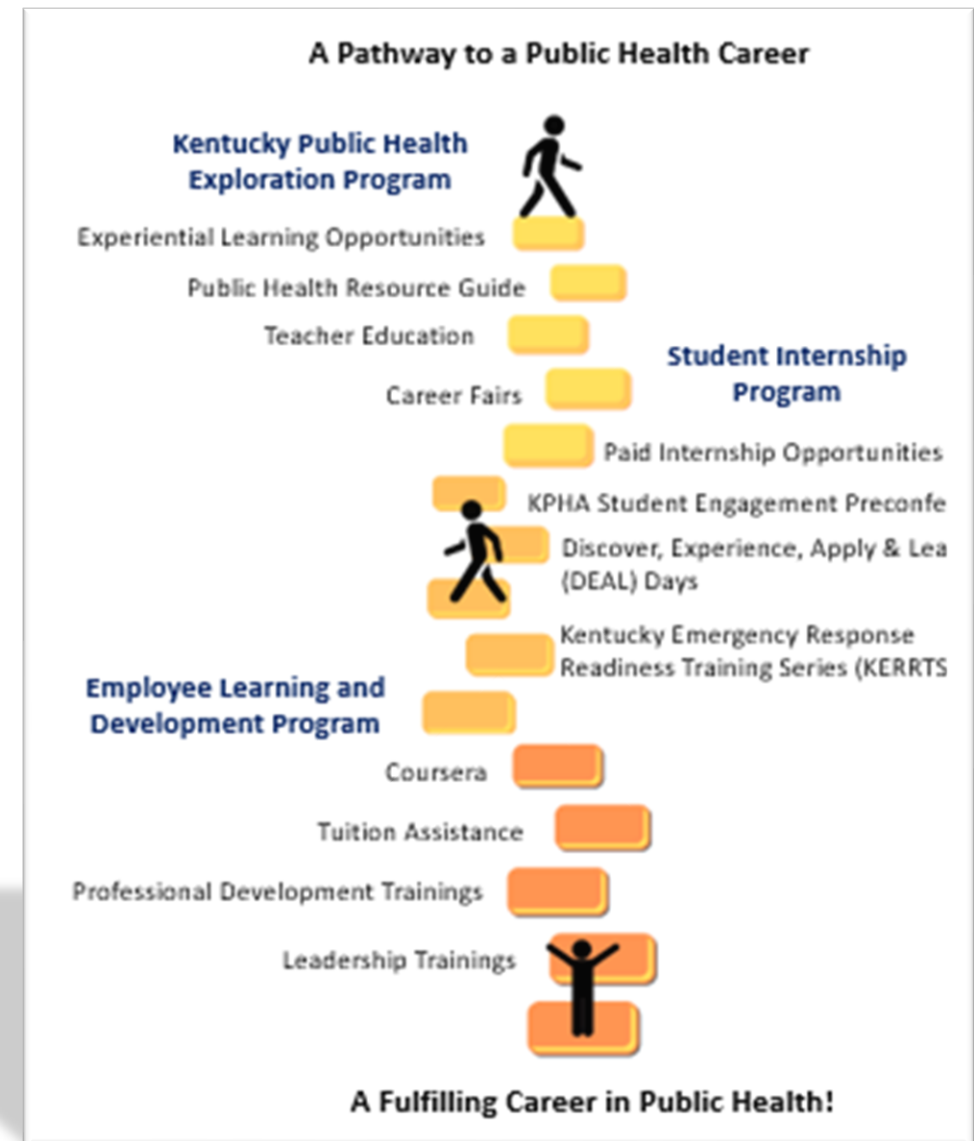 A Pathway to a Public Health Career
Kentucky Public Health
Exploration Program
Experiential Learning Opportunities
Public Health Resource Guide
Teacher Education
Career Fairs
Student Internship
Program
Paid Internship Opportunities
KPHA Student Engagement Preconfe
Discover, Experience, Apply & Lea
(DEAL) Days
Kentucky Emergency Response
Readiness Training Series (KERRTS
Employee Learning and
Development Program
Coursera
Tuition Assistance
Professional Development Trainings
Leadership Trainings
A Fulfilling Career in Public Health!